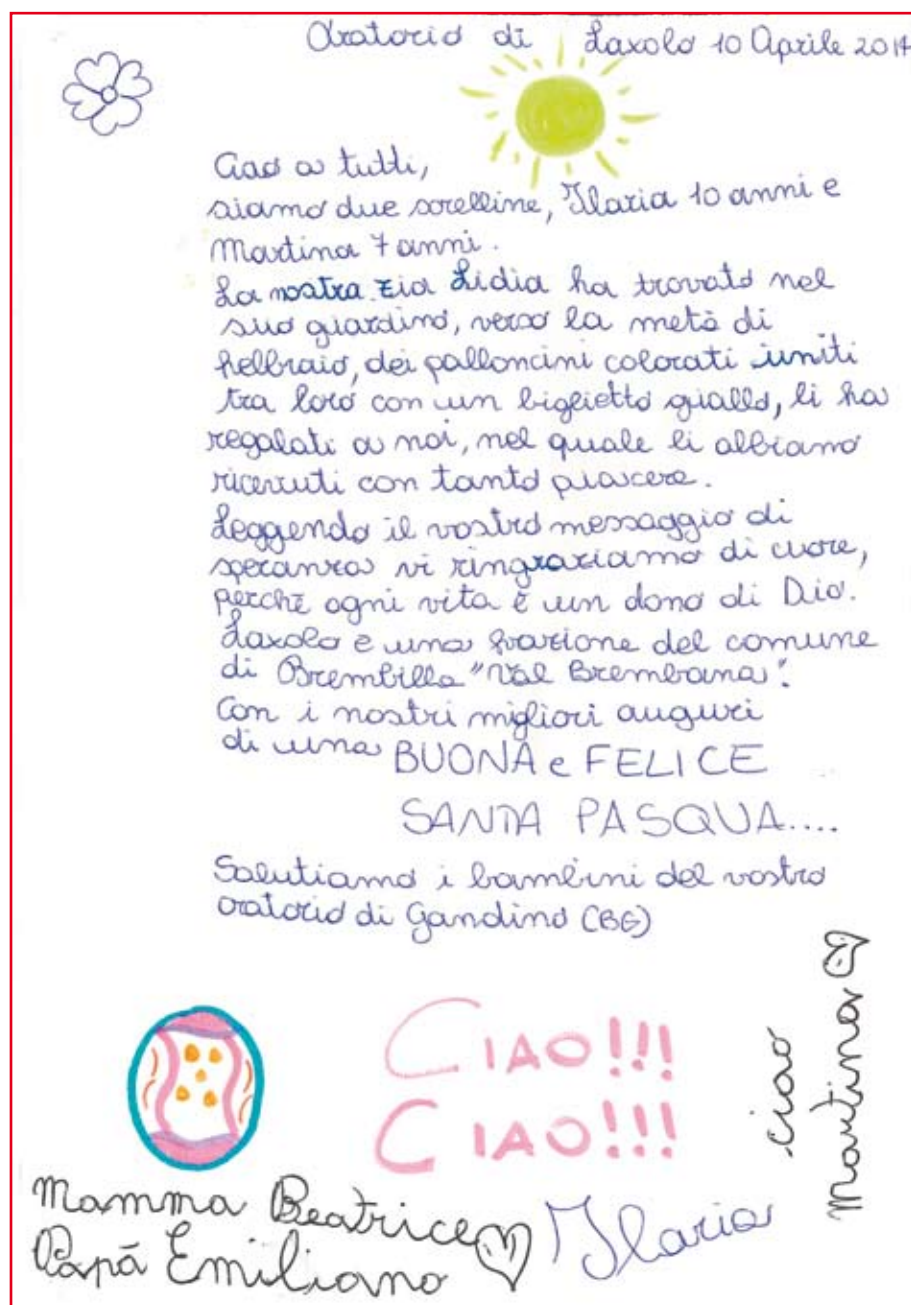 Oratorio di Laxolo 10 Aprile 2014
Ciao a tutti,
siamo due sorelline, Ilaria 10 anni e
Martina 7 anni.
La nostra zia Lidia ha trovato nel
suo giardino, verso la metà di
febbraio, dei palloncini colorati uniti
tra loro con un biglietto giallo, li ha
regalati a noi, nel quale li abbiamo
ricevuti con tanto piacere.
Leggendo il vostro messaggio di
speranza vi ringraziamo di cuore,
perchè ogni vita è un dono di Dio.
Laxolo è una frazione del comune
di Brembilla "Val Brembana".
Con i nostri migliori auguri
di una BUONA e FELICE
SANTA PASQUA....
Salutiamo i bambini del vostro
oratorio di Gandino (BG)
CIAO!!!
CIAO!!!
ciao
Martina
Mamma Beatrice
Papà Emiliano
Ilaria